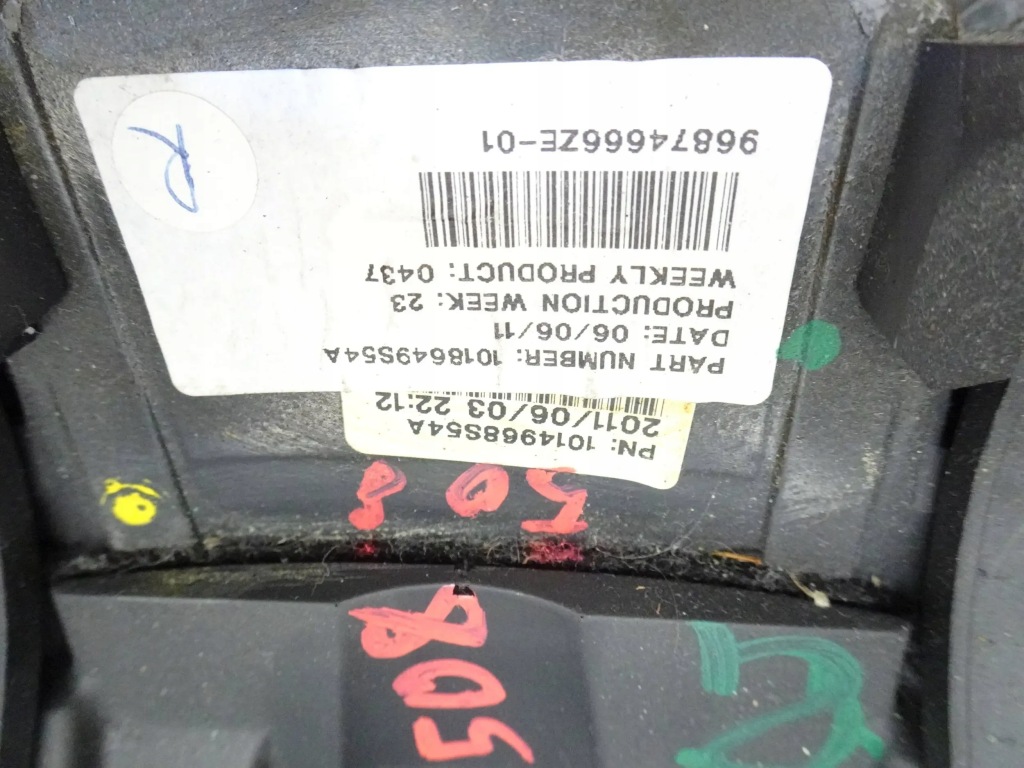 96874666ZE-01
WEEKLY PRODUCT: 0437
PRODUCTION WEEK: 23
DATE: 06/06/11
PART NUMBER: 1018649S54A
R
2011/06/03 22:12
PN: 1014968S54A
508
508